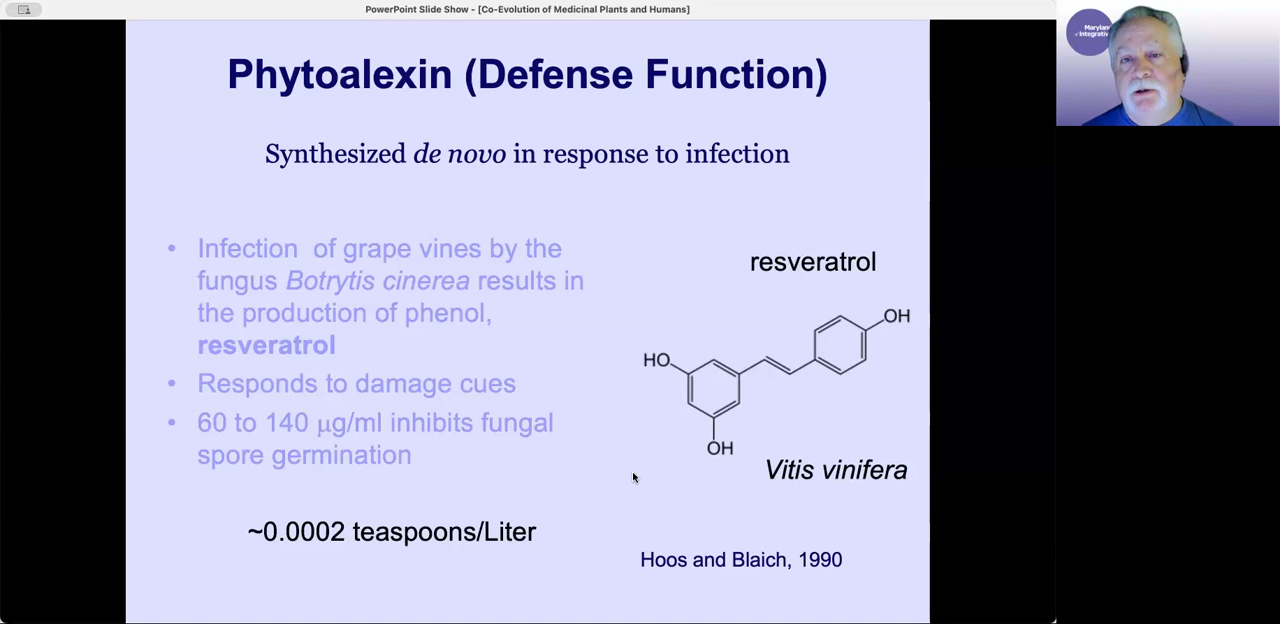 PowerPoint Slide Show - [Co-Evolution of Medicinal Plants and Humans]
Phytoalexin (Defense Function)
Synthesized de novo in response to infection
• Infection of grape vines by the
fungus Botrytis cinerea results in
the production of phenol,
resveratrol
• Responds to damage cues
• 60 to 140 μg/ml inhibits fungal
spore germination
~0.0002 teaspoons/Liter
resveratrol
OH
HO
OH
Vitis vinifera
Hoos and Blaich, 1990